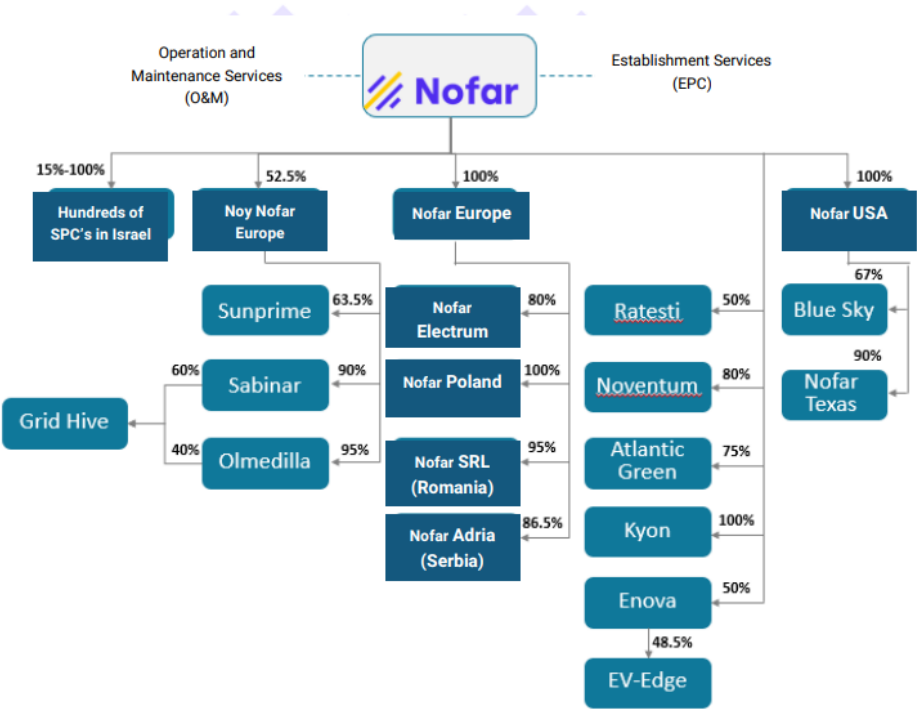 Operation and
Maintenance Services
(O&M)
Nofar
Establishment Services
(EPC)
15%-100%
52.5%
100%
100%
Hundreds of
SPC's in Israel
Noy Nofar
Europe
Nofar Europe
Nofar USA
67%
Sunprime
63.5%
Nofar
Electrum
80%
Ratesti
50%
Blue Sky
60%
Sabinar
90%
Nofar Poland
100%
Noventum
80%
90%
Nofar
Texas
Grid Hive
40%
Olmedilla
95%
Nofar SRL
(Romania)
95%
Atlantic
Green
75%
Nofar Adria
(Serbia)
86.5%
Kyon
100%
Enova
50%
48.5%
EV-Edge